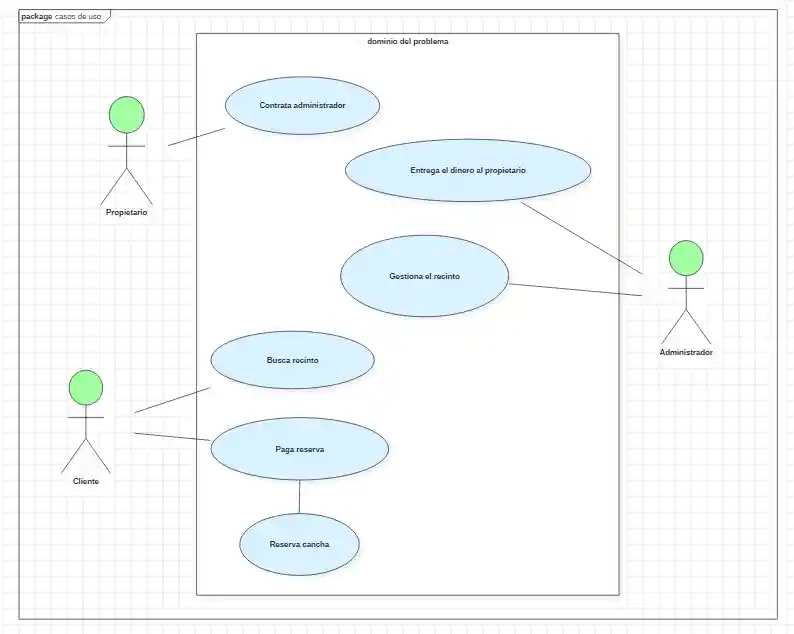 package casos de uso
dominio del problema
Contrata administrador
Entrega el dinero al propietario
Propietario
Gestiona el recinto
Administrador
Busca recinto
Paga reserva
Cliente
Reserva cancha